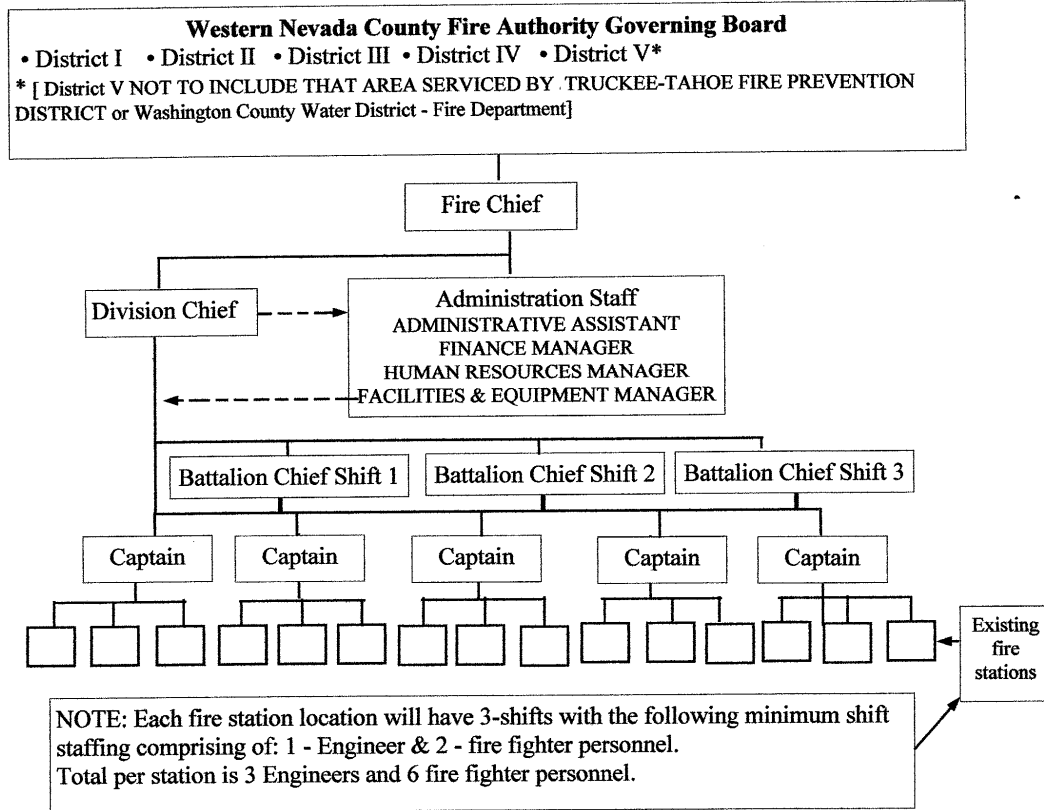 Western Nevada County Fire Authority Governing Board
• District I • District II • District III • District IV • District V*
* [ District V NOT TO INCLUDE THAT AREA SERVICED BY TRUCKEE-TAHOE FIRE PREVENTION
DISTRICT or Washington County Water District - Fire Department]
Fire Chief
Division Chief
Administration Staff
ADMINISTRATIVE ASSISTANT
FINANCE MANAGER
HUMAN RESOURCES MANAGER
FACILITIES & EQUIPMENT MANAGER
Battalion Chief Shift 1
Battalion Chief Shift 2
Battalion Chief Shift 3
Captain
Captain
Captain
Captain
Captain
Existing
fire
stations
NOTE: Each fire station location will have 3-shifts with the following minimum shift
staffing comprising of: 1 - Engineer & 2 - fire fighter personnel.
Total per station is 3 Engineers and 6 fire fighter personnel.